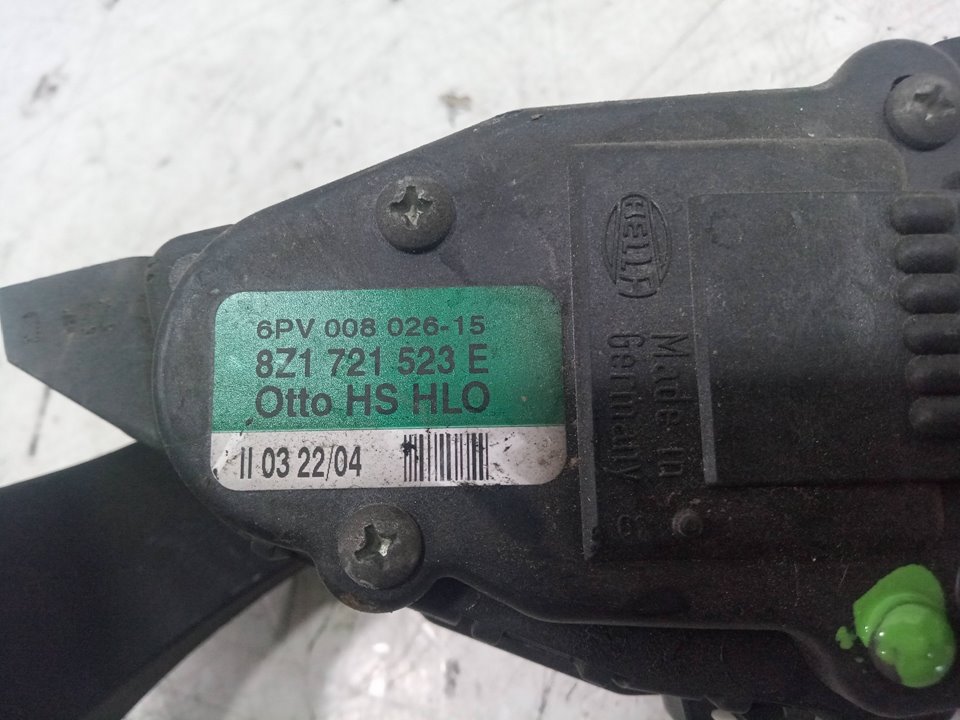 6PV 008 026-15
8Z1 721 523 E
Otto HS HLO
II 03 22/04
HELLA
Made in
Germany